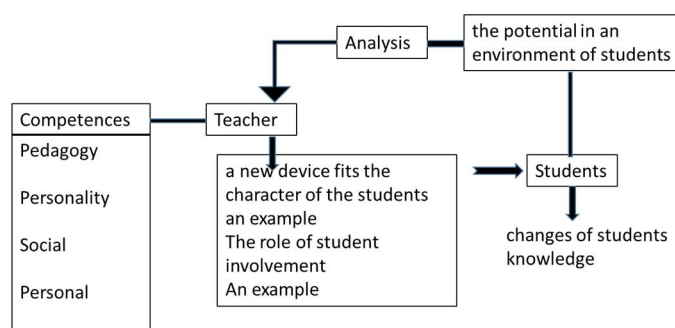 Analysis
the potential in an
environment of students
Competences
Pedagogy
Personality
Social
Personal
Teacher
a new device fits the
character of the students
an example
The role of student
involvement
An example
Students
changes of students
knowledge